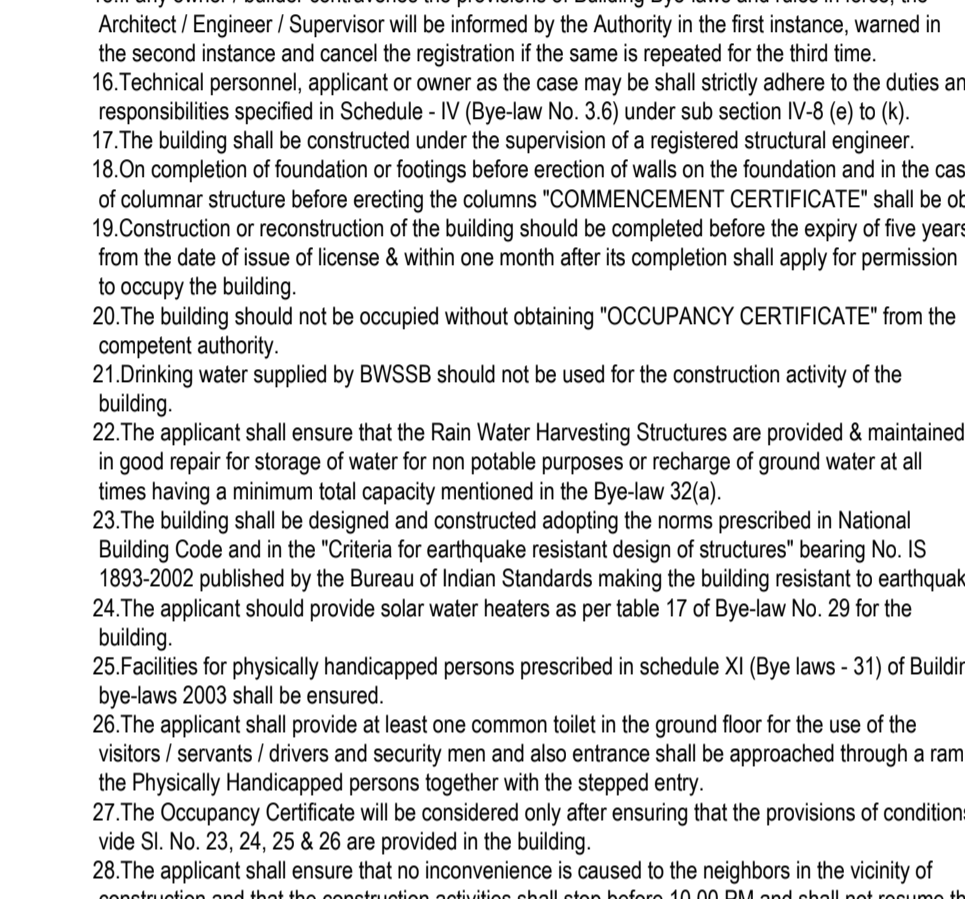 Architect / Engineer / Supervisor will be informed by the Authority in the first instance, warned in
the second instance and cancel the registration if the same is repeated for the third time.
16.Technical personnel, applicant or owner as the case may be shall strictly adhere to the duties an
responsibilities specified in Schedule - IV (Bye-law No. 3.6) under sub section IV-8 (e) to (k).
17.The building shall be constructed under the supervision of a registered structural engineer.
18.On completion of foundation or footings before erection of walls on the foundation and in the cas
of columnar structure before erecting the columns "COMMENCEMENT CERTIFICATE" shall be ob
19.Construction or reconstruction of the building should be completed before the expiry of five years
from the date of issue of license & within one month after its completion shall apply for permission
to occupy the building.
20.The building should not be occupied without obtaining "OCCUPANCY CERTIFICATE" from the
competent authority.
21.Drinking water supplied by BWSSB should not be used for the construction activity of the
building.
22.The applicant shall ensure that the Rain Water Harvesting Structures are provided & maintained
in good repair for storage of water for non potable purposes or recharge of ground water at all
times having a minimum total capacity mentioned in the Bye-law 32(a).
23.The building shall be designed and constructed adopting the norms prescribed in National
Building Code and in the "Criteria for earthquake resistant design of structures" bearing No. IS
1893-2002 published by the Bureau of Indian Standards making the building resistant to earthquak
24.The applicant should provide solar water heaters as per table 17 of Bye-law No. 29 for the
building.
25.Facilities for physically handicapped persons prescribed in schedule XI (Bye laws - 31) of Buildin
bye-laws 2003 shall be ensured.
26.The applicant shall provide at least one common toilet in the ground floor for the use of the
visitors / servants / drivers and security men and also entrance shall be approached through a ram
the Physically Handicapped persons together with the stepped entry.
27.The Occupancy Certificate will be considered only after ensuring that the provisions of conditions
vide Sl. No. 23, 24, 25 & 26 are provided in the building.
28.The applicant shall ensure that no inconvenience is caused to the neighbors in the vicinity of
construction and that the construction activities shall stop before 10.00 PM and shall not resume th